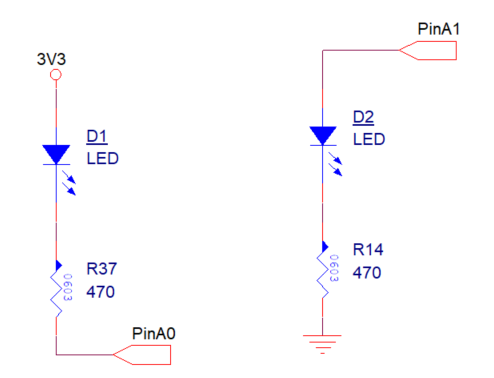 PinA1
3V3
D1
LED
D2
LED
R37
470
0603
R14
470
0603
PinA0